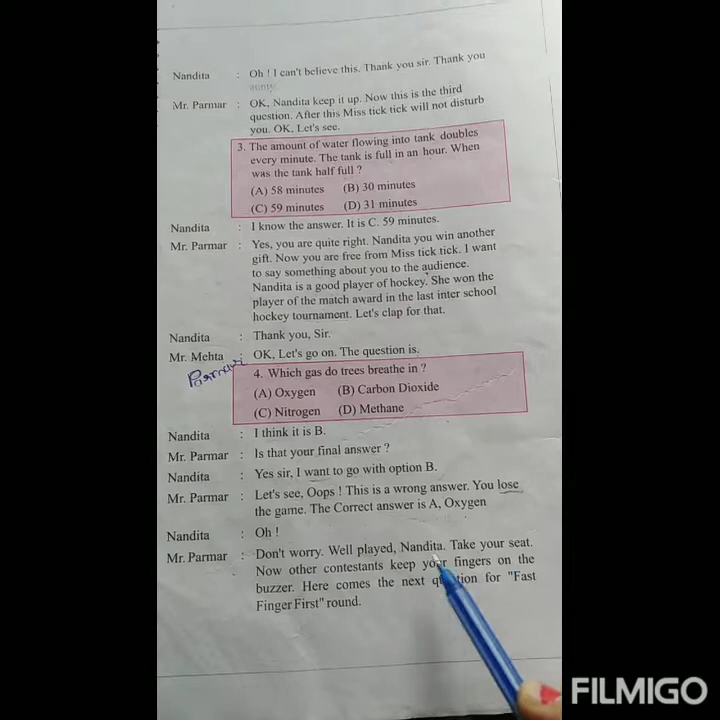 Nandita : Oh ! I can't believe this. Thank you sir. Thank you
aunty.
Mr. Parmar : OK, Nandita keep it up. Now this is the third
question. After this Miss tick tick will not disturb
you. OK, Let's see.
3. The amount of water flowing into tank doubles
every minute. The tank is full in an hour. When
was the tank half full ?
(A) 58 minutes (B) 30 minutes
(C) 59 minutes (D) 31 minutes
Nandita : I know the answer. It is C. 59 minutes.
Mr. Parmar : Yes, you are quite right. Nandita you win another
gift. Now you are free from Miss tick tick. I want
to say something about you to the audience.
Nandita is a good player of hockey. She won the
player of the match award in the last inter school
hockey tournament. Let's clap for that.
Nandita : Thank you, Sir.
Mr. Mehta : OK, Let's go on. The question is.
Parmar
4. Which gas do trees breathe in ?
(A) Oxygen (B) Carbon Dioxide
(C) Nitrogen (D) Methane
Nandita : I think it is B.
Mr. Parmar : Is that your final answer ?
Nandita : Yes sir, I want to go with option B.
Mr. Parmar : Let's see, Oops ! This is a wrong answer. You lose
the game. The Correct answer is A, Oxygen
Nandita : Oh !
Mr. Parmar : Don't worry. Well played, Nandita. Take your seat.
Now other contestants keep your fingers on the
buzzer. Here comes the next question for "Fast
Finger First" round.
FILMIGO